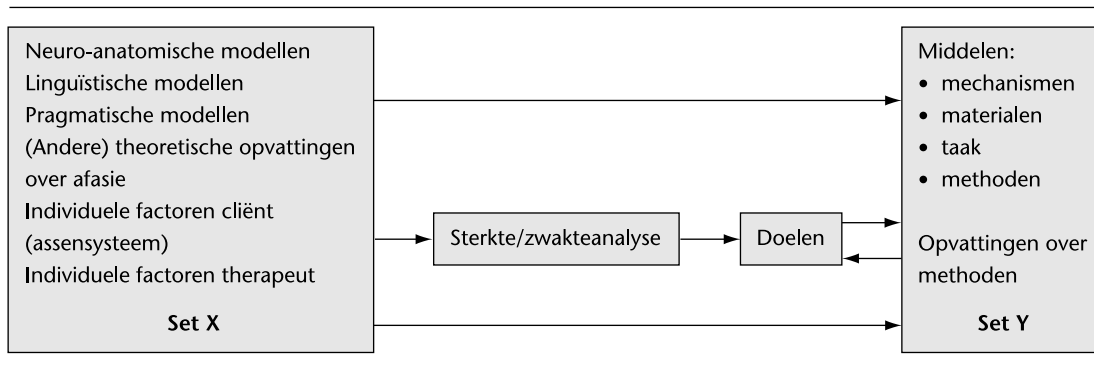 Neuro-anatomische modellen
Linguïstische modellen
Pragmatische modellen
(Andere) theoretische opvattingen
over afasie
Individuele factoren cliënt
(assensysteem)
Individuele factoren therapeut
Set X
Sterkte/zwakteanalyse
Doelen
Middelen:
• mechanismen
• materialen
• taak
• methoden
Opvattingen over
methoden
Set Y